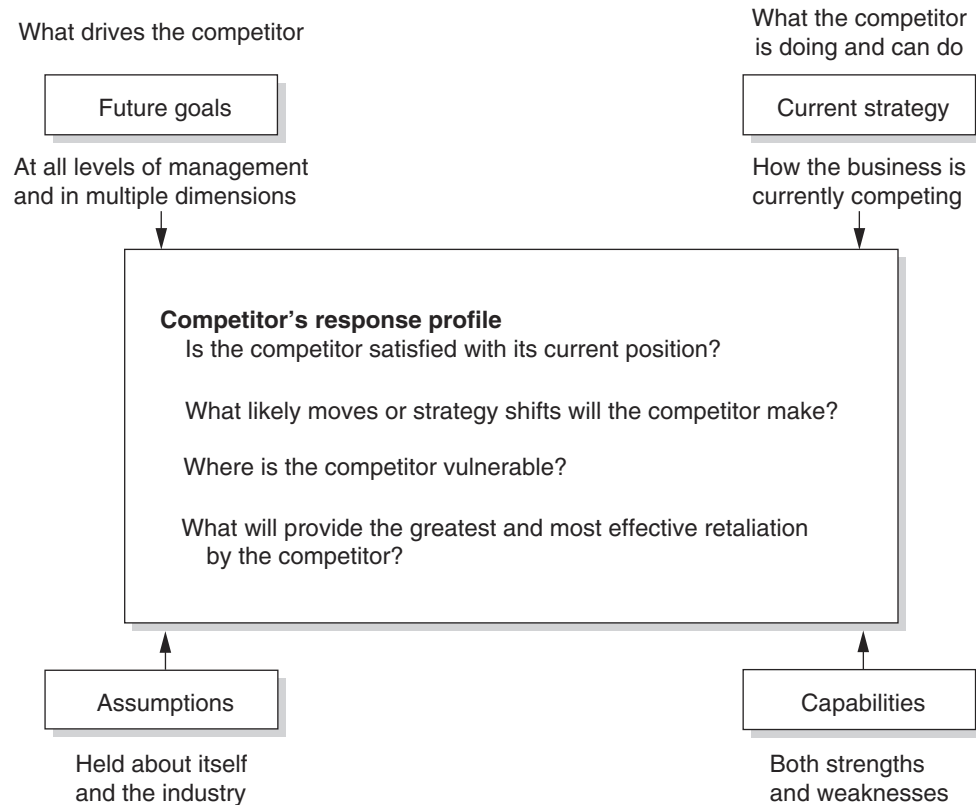 What drives the competitor
What the competitor
is doing and can do
Future goals
Current strategy
At all levels of management
and in multiple dimensions
How the business is
currently competing
Competitor’s response profile
Is the competitor satisfied with its current position?
What likely moves or strategy shifts will the competitor make?
Where is the competitor vulnerable?
What will provide the greatest and most effective retaliation
by the competitor?
Assumptions
Capabilities
Held about itself
and the industry
Both strengths
and weaknesses